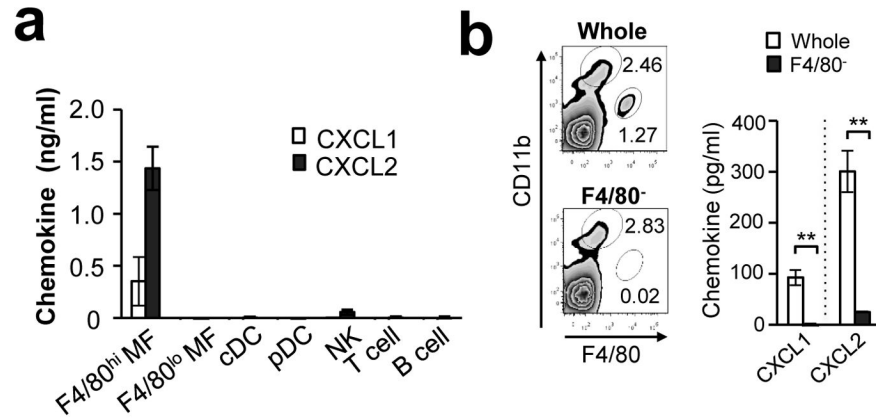 a
Chemokine (ng/ml)
2.0
1.5
1.0
0.5
0
CXCL1
CXCL2
F4/80ʰⁱ MF
F4/80ˡᵒ MF
cDC
pDC
NK
T cell
B cell
b
Whole
2.46
1.27
F4/80⁻
2.83
0.02
CD11b
F4/80
Whole
F4/80⁻
Chemokine (pg/ml)
400
300
200
100
0
**
**
CXCL1
CXCL2